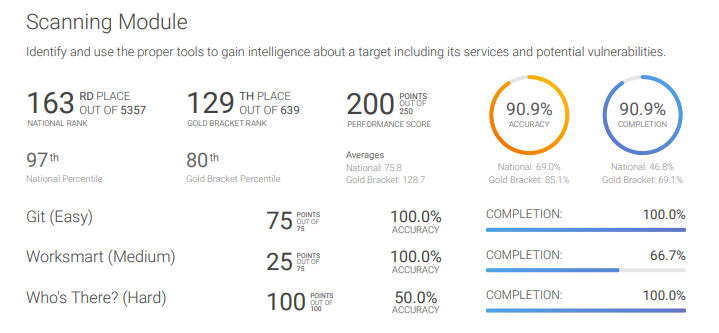 Scanning Module
Identify and use the proper tools to gain intelligence about a target including its services and potential vulnerabilities.
163 RD PLACE OUT OF 5357
NATIONAL RANK
129 TH PLACE OUT OF 639
GOLD BRACKET RANK
200 POINTS OUT OF 250
PERFORMANCE SCORE
90.9%
ACCURACY
90.9%
COMPLETION
97th
National Percentile
80th
Gold Bracket Percentile
Averages
National: 75.8
Gold Bracket: 128.7
National: 69.0%
Gold Bracket: 85.1%
National: 46.8%
Gold Bracket: 69.1%
Git (Easy)
75 POINTS OUT OF 75
100.0%
ACCURACY
COMPLETION: 100.0%
Worksmart (Medium)
25 POINTS OUT OF 75
100.0%
ACCURACY
COMPLETION: 66.7%
Who's There? (Hard)
100 POINTS OUT OF 100
50.0%
ACCURACY
COMPLETION: 100.0%